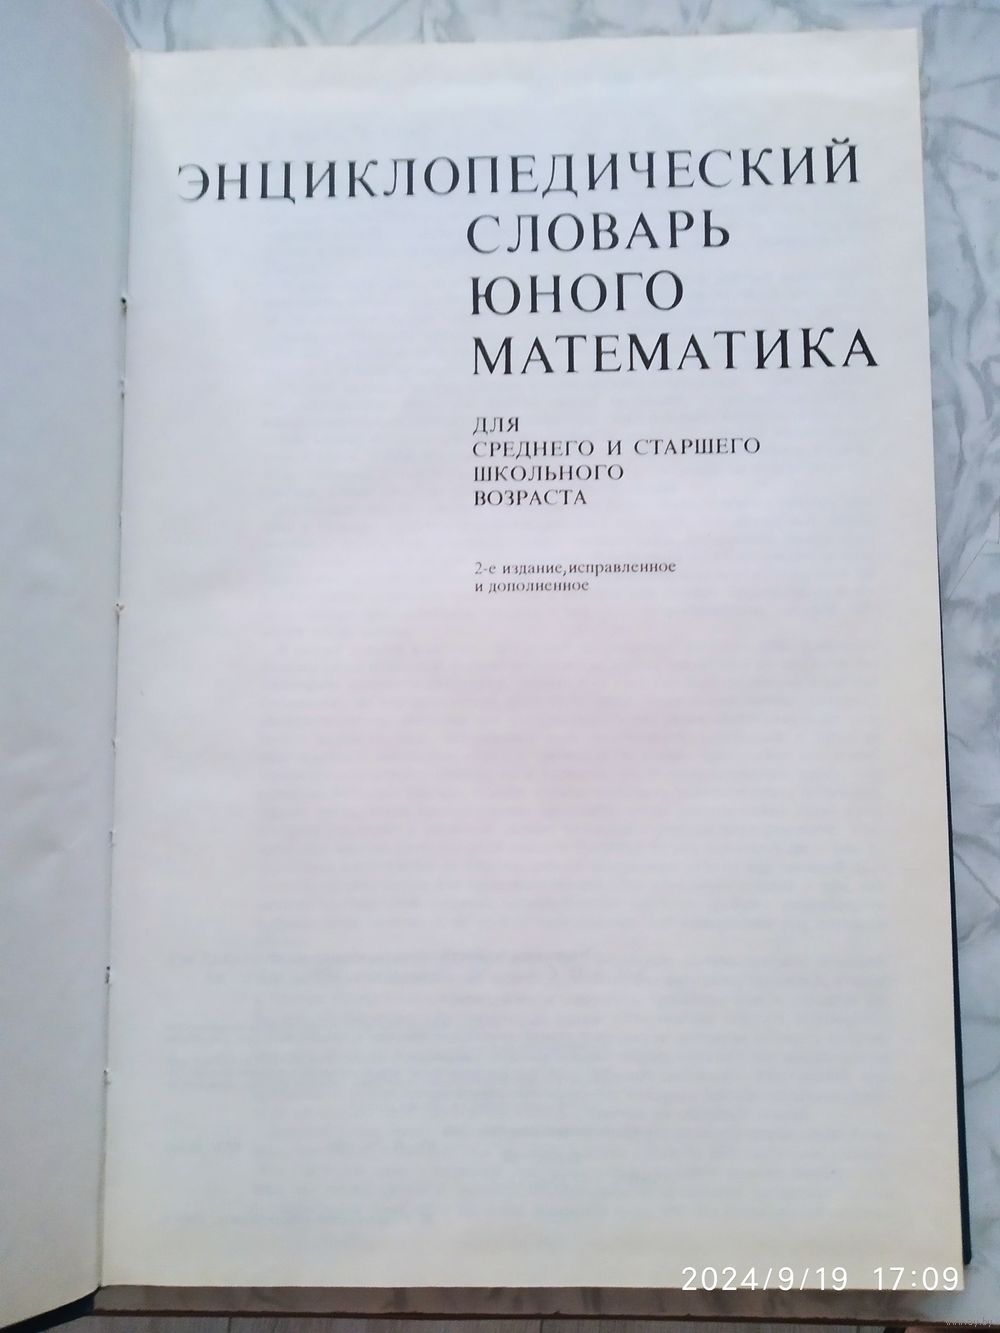 ЭНЦИКЛОПЕДИЧЕСКИЙ
СЛОВАРЬ
ЮНОГО
МАТЕМАТИКА
ДЛЯ
СРЕДНЕГО И СТАРШЕГО
ШКОЛЬНОГО
ВОЗРАСТА
2-е издание, исправленное
и дополненное
2024/9/19 17:09